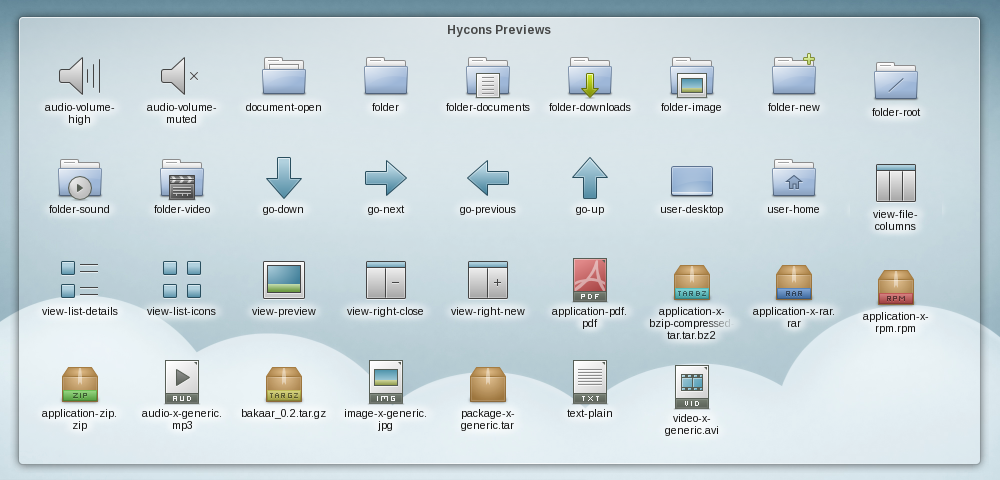 Hycons Previews
audio-volume-
high
audio-volume-
muted
document-open
folder
folder-documents
folder-downloads
folder-image
folder-new
folder-root
folder-sound
folder-video
go-down
go-next
go-previous
go-up
user-desktop
user-home
view-file-
columns
view-list-details
view-list-icons
view-preview
view-right-close
view-right-new
PDF
application-pdf.
pdf
TARBZ
application-x-
bzip-compressed
tar.tar.bz2
RAR
application-x-rar.
rar
RPM
application-x-
rpm.rpm
ZIP
application-zip.
zip
AUD
audio-x-generic.
mp3
TARGZ
bakaar_0.2.tar.gz
IMG
image-x-generic.
jpg
package-x-
generic.tar
TXT
text-plain
VID
video-x-
generic.avi